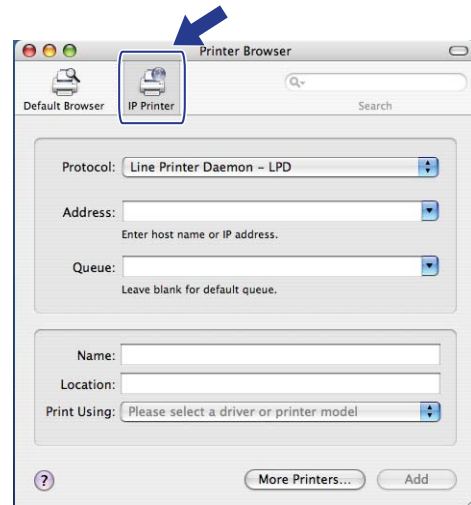 Printer Browser
Default Browser
IP Printer
Search
Protocol: Line Printer Daemon – LPD
Address:
Enter host name or IP address.
Queue:
Leave blank for default queue.
Name:
Location:
Print Using: Please select a driver or printer model
? More Printers... Add